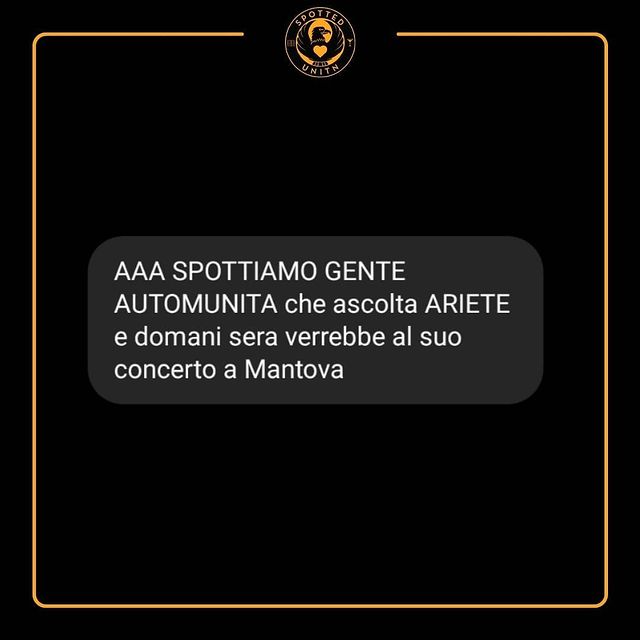 SPOTTED
UNITN
AAA SPOTTIAMO GENTE
AUTOMUNITA che ascolta ARIETE
e domani sera verrebbe al suo
concerto a Mantova